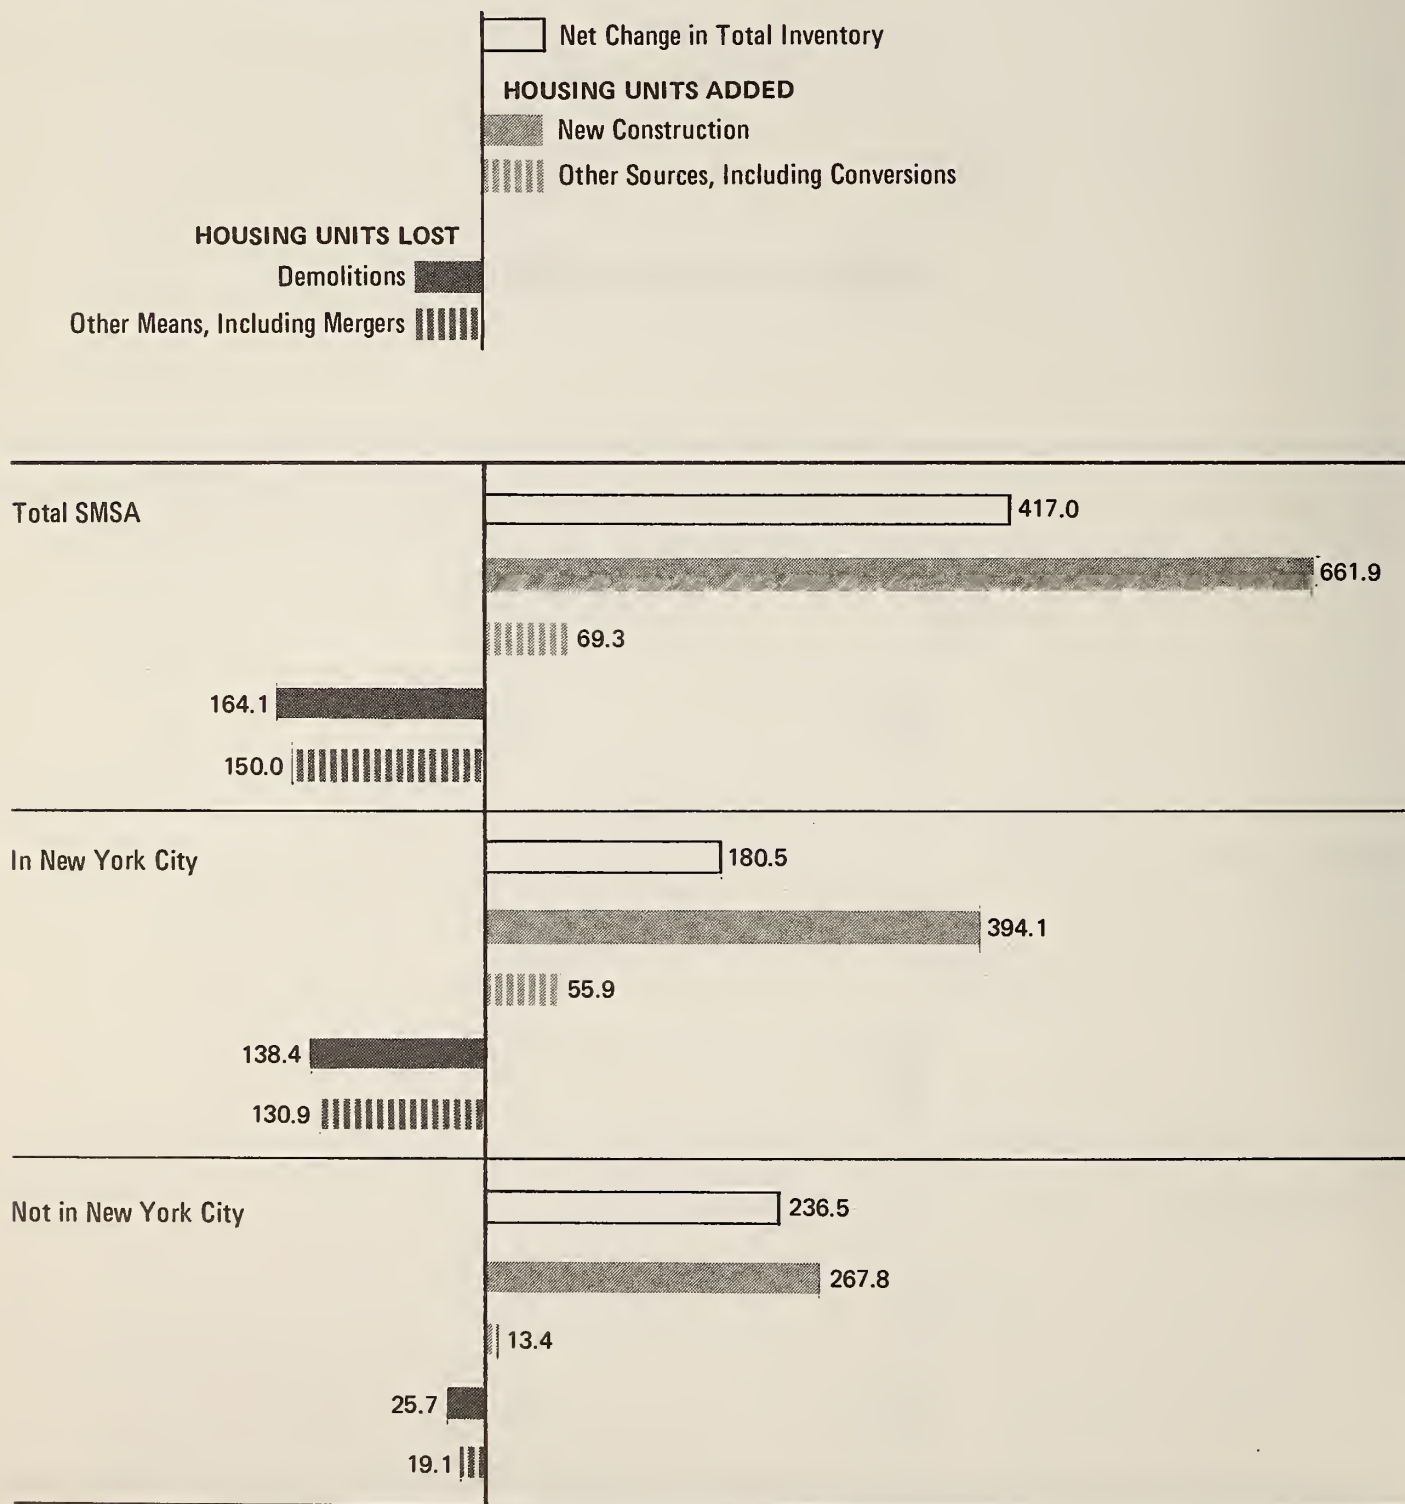 Net Change in Total Inventory
HOUSING UNITS ADDED
New Construction
Other Sources, Including Conversions
HOUSING UNITS LOST
Demolitions
Other Means, Including Mergers
Total SMSA
417.0
661.9
69.3
164.1
150.0
In New York City
180.5
394.1
55.9
138.4
130.9
Not in New York City
236.5
267.8
13.4
25.7
19.1